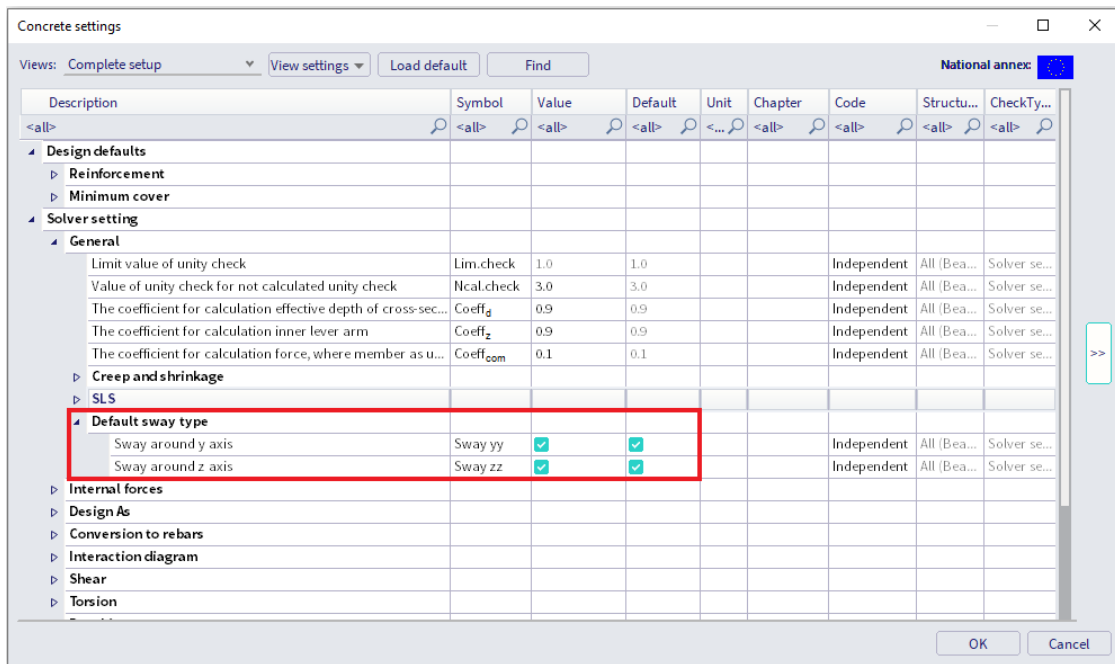 Concrete settings
Views: Complete setup View settings Load default Find National annex:
Description Symbol Value Default Unit Chapter Code Structu... CheckTy...
<all> <all> <all> <all> <... <all> <all> <all> <all>
Design defaults
Reinforcement
Minimum cover
Solver setting
General
Limit value of unity check Lim.check 1.0 1.0 Independent All (Bea... Solver se...
Value of unity check for not calculated unity check Ncal.check 3.0 3.0 Independent All (Bea... Solver se...
The coefficient for calculation effective depth of cross-sec... Coeffd 0.9 0.9 Independent All (Bea... Solver se...
The coefficient for calculation inner lever arm Coeffz 0.9 0.9 Independent All (Bea... Solver se...
The coefficient for calculation force, where member as u... Coeffcom 0.1 0.1 Independent All (Bea... Solver se...
Creep and shrinkage
SLS
Default sway type
Sway around y axis Sway yy Independent All (Bea... Solver se...
Sway around z axis Sway zz Independent All (Bea... Solver se...
Internal forces
Design As
Conversion to rebars
Interaction diagram
Shear
Torsion
>>
OK Cancel